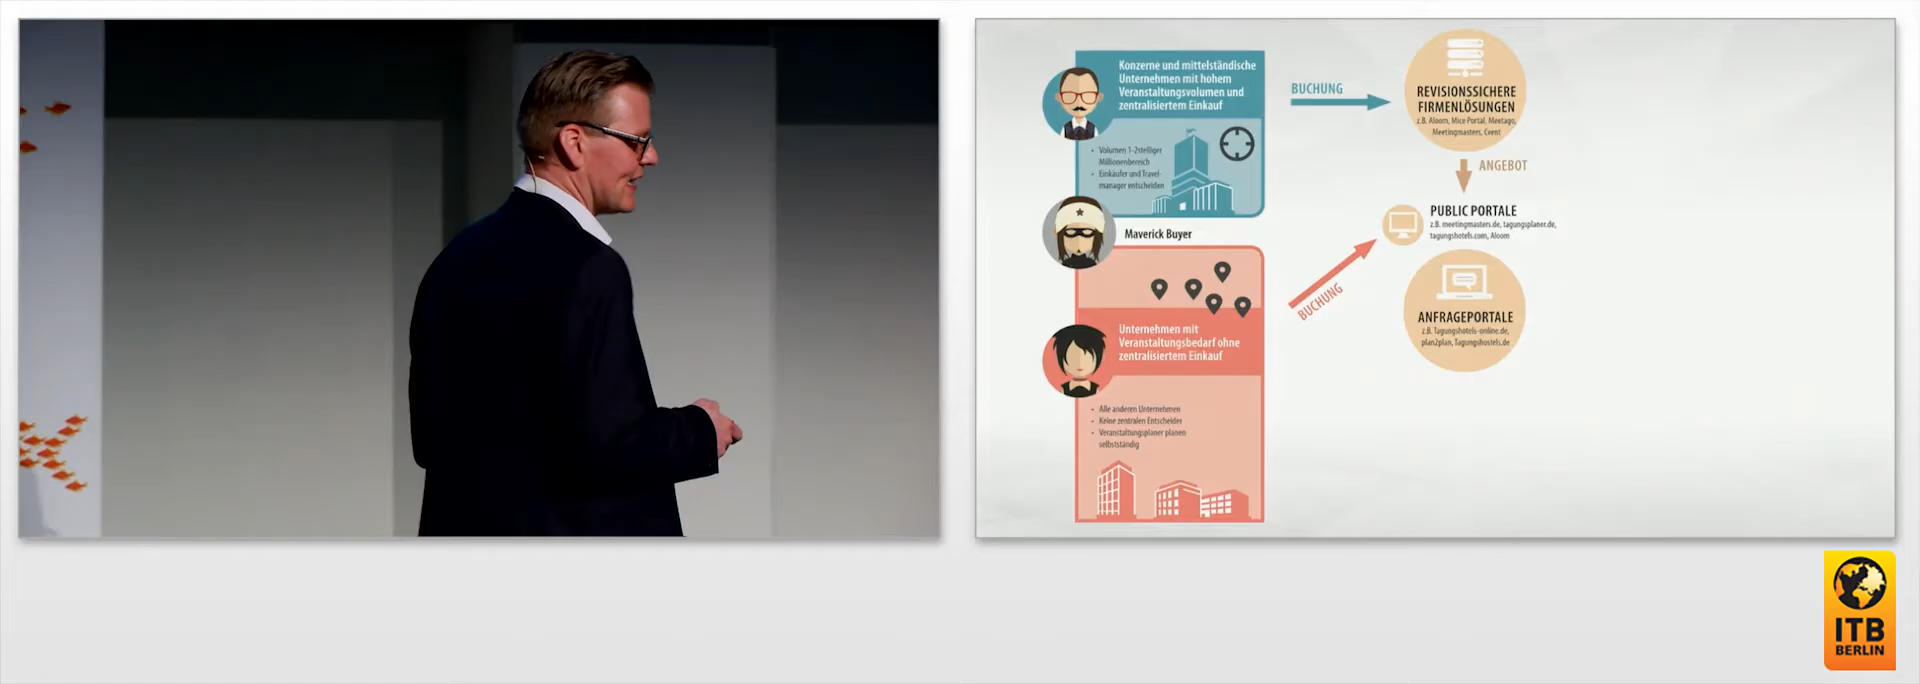 Konzerne und mittelständische
Unternehmen mit hohem
Veranstaltungsvolumen und
zentralisiertem Einkauf
• Volumen 1-2stelliger
Millionenbereich
• Einkäufer und Travel-
manager entscheiden
Maverick Buyer
Unternehmen mit
Veranstaltungsbedarf ohne
zentralisiertem Einkauf
• Alle anderen Unternehmen
• Keine zentralen Entscheider
• Veranstaltungsplaner planen
selbstständig
BUCHUNG
BUCHUNG
REVISIONSSICHERE
FIRMENLÖSUNGEN
z.B. Aloom, Mice Portal, Meetago,
Meetingmasters, Cvent
ANGEBOT
PUBLIC PORTALE
z.B. meetingmasters.de, tagungsplaner.de,
tagungshotels.com, Aloom
ANFRAGEPORTALE
z.B. Tagungshotels-online.de,
plan2plan, Tagungshostels.de
ITB
BERLIN